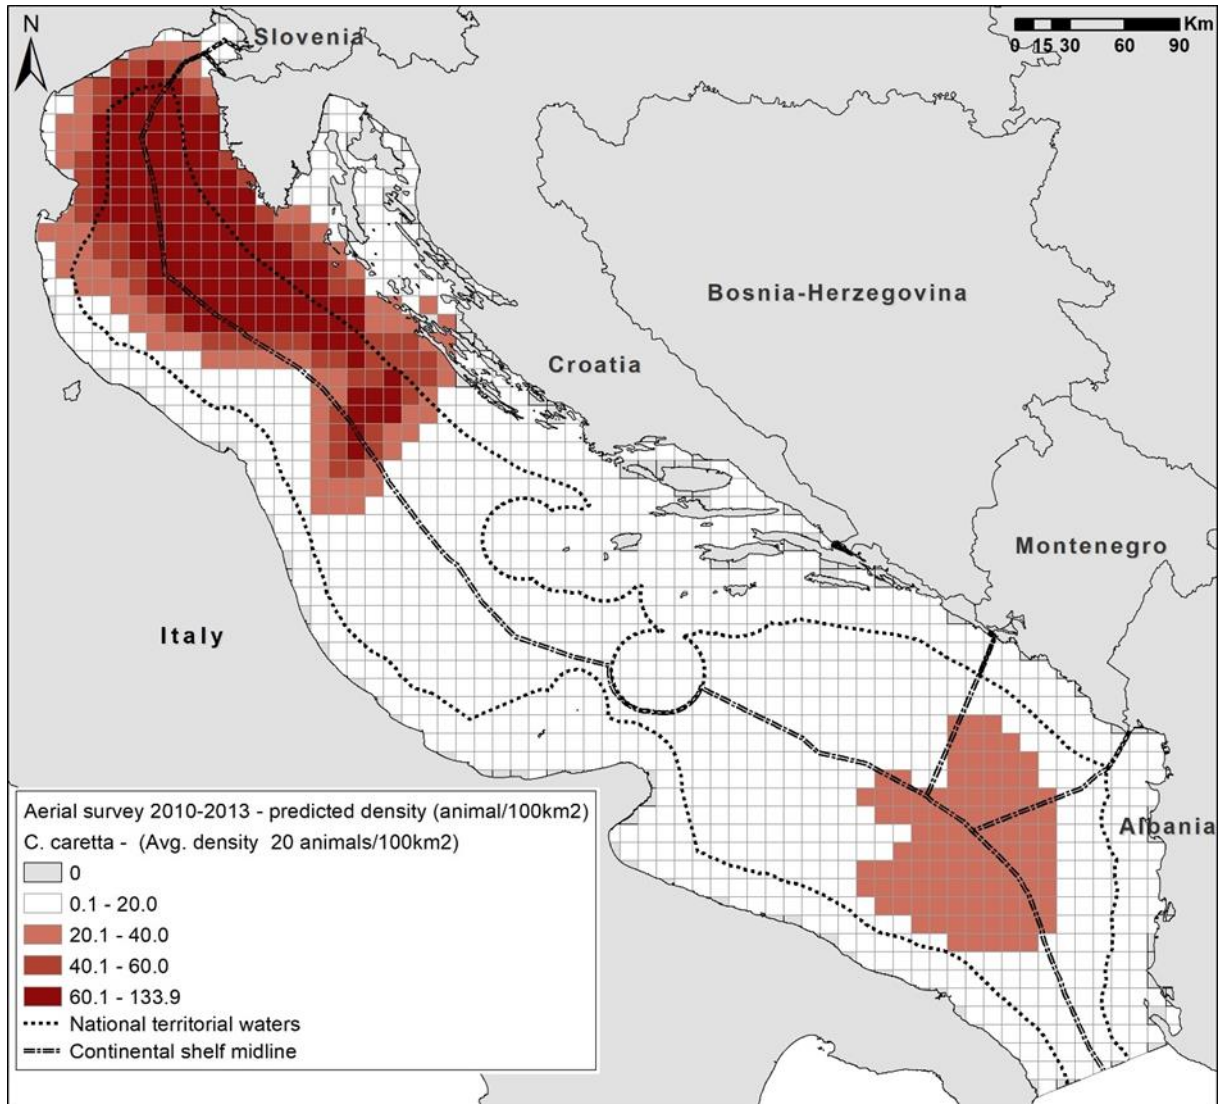 N
Slovenia
Km
0 15 30 60 90
Bosnia-Herzegovina
Croatia
Montenegro
Italy
Albania
Aerial survey 2010-2013 - predicted density (animal/100km2)
C. caretta - (Avg. density 20 animals/100km2)
0
0.1 - 20.0
20.1 - 40.0
40.1 - 60.0
60.1 - 133.9
National territorial waters
Continental shelf midline